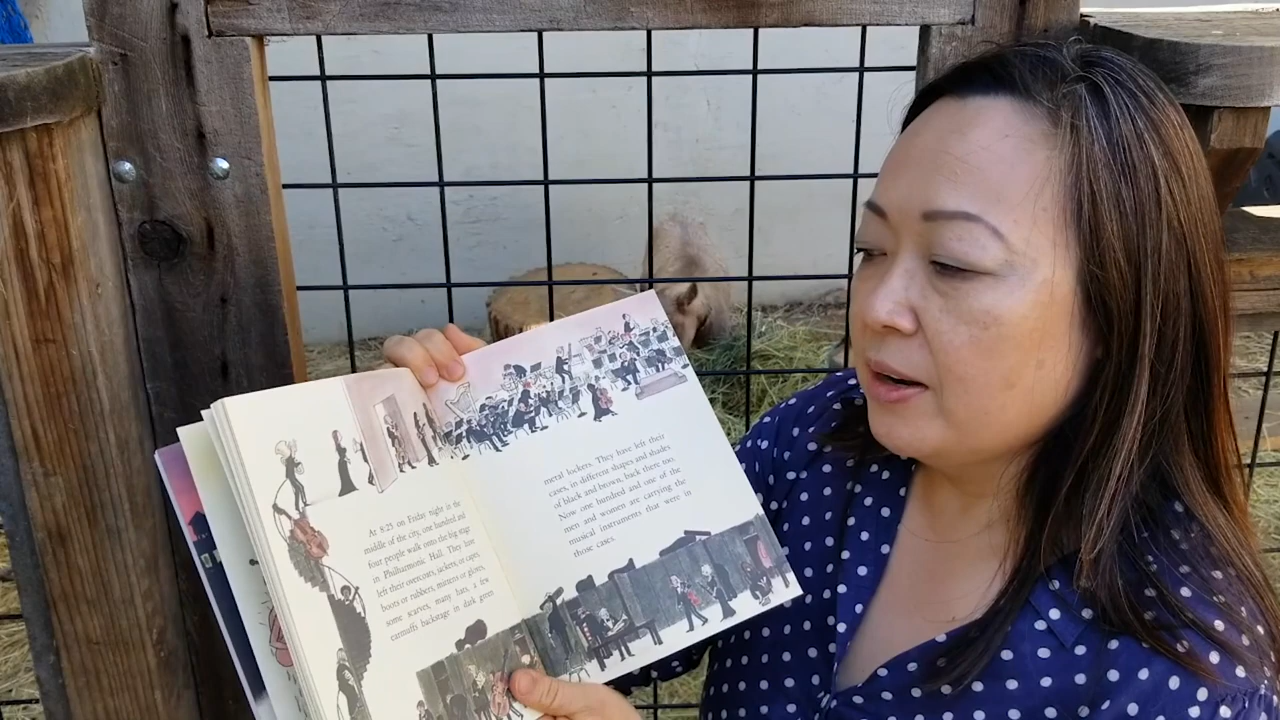 At 8:25 on Friday night in the
middle of the city, one hundred and
four people walk onto the big stage
in Philharmonic Hall. They have
left their overcoats, jackets, or capes,
boots or rubbers, mittens or gloves,
some scarves, many hats, a few
earmuffs backstage in dark green
metal lockers. They have left their
cases, in different shapes and shades
of black and brown, back there too.
Now one hundred and one of the
men and women are carrying the
musical instruments that were in
those cases.